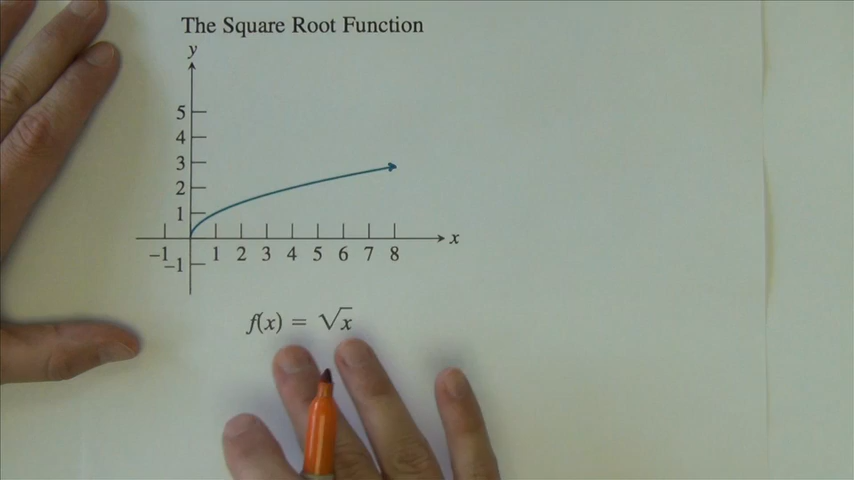 The Square Root Function
y
5
4
3
2
1
-1 1 2 3 4 5 6 7 8 x
-1
f(x) = √x